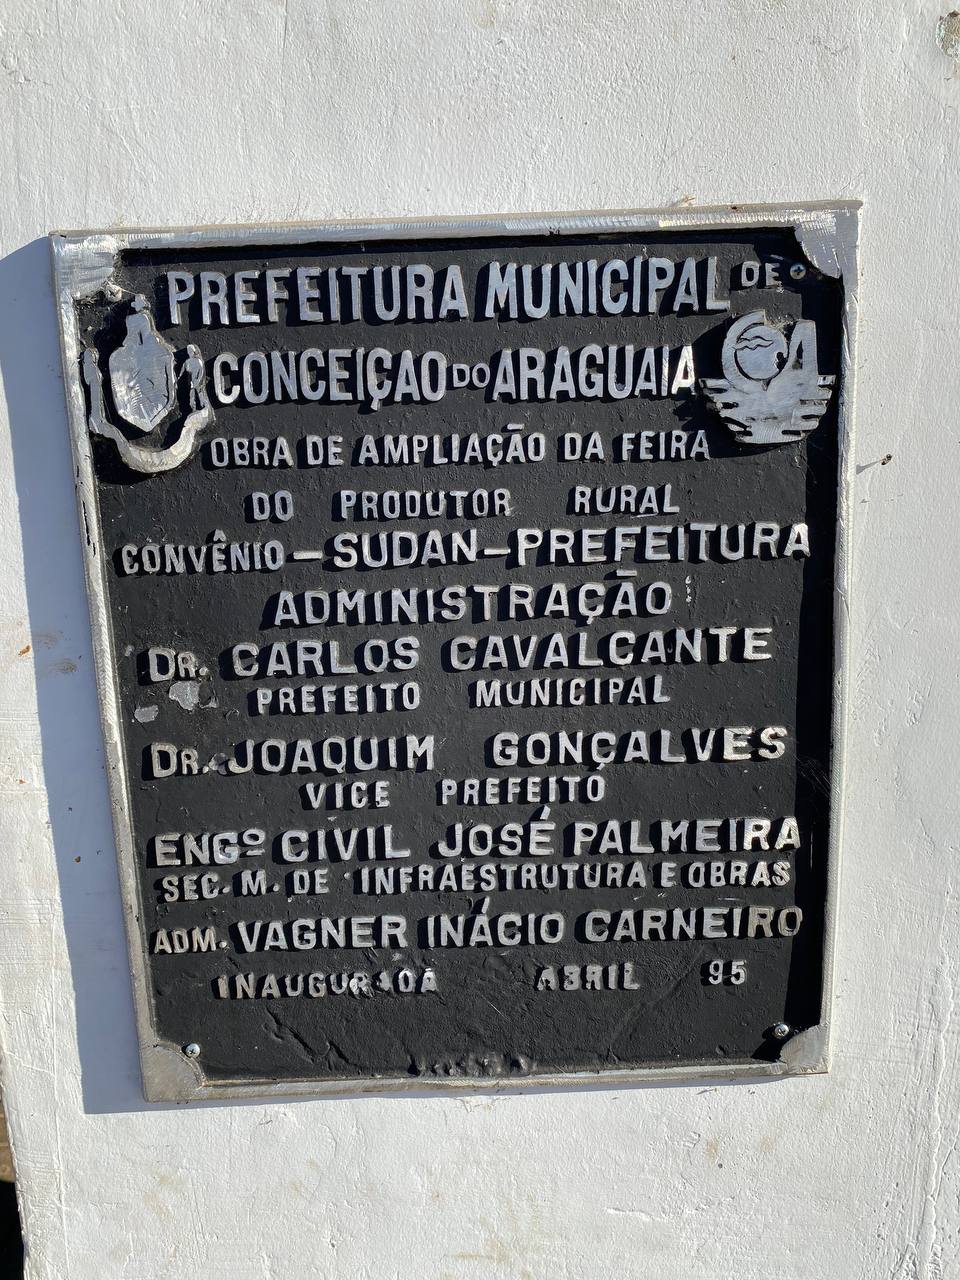 PREFEITURA MUNICIPAL DE
CONCEIÇAO DO ARAGUAIA
OBRA DE AMPLIAÇÃO DA FEIRA
DO PRODUTOR RURAL
CONVÊNIO-SUDAN-PREFEITURA
ADMINISTRAÇÃO
DR. CARLOS CAVALCANTE
PREFEITO MUNICIPAL
DR. JOAQUIM GONÇALVES
VICE PREFEITO
ENGº CIVIL JOSÉ PALMEIRA
SEC. M. DE INFRAESTRUTURA E OBRAS
ADM. VAGNER INÁCIO CARNEIRO
INAUGURADA ABRIL 95